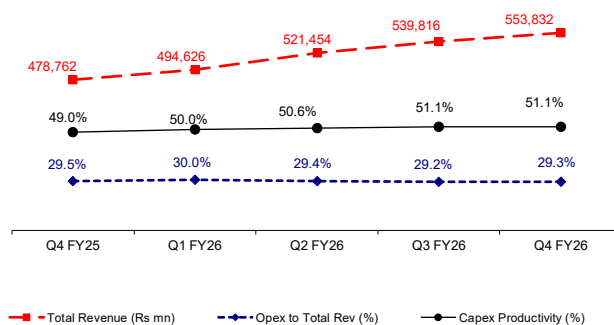 478,762 494,626 521,454 539,816 553,832
49.0% 50.0% 50.6% 51.1% 51.1%
29.5% 30.0% 29.4% 29.2% 29.3%
Q4 FY25 Q1 FY26 Q2 FY26 Q3 FY26 Q4 FY26
Total Revenue (Rs mn) Opex to Total Rev (%) Capex Productivity (%)